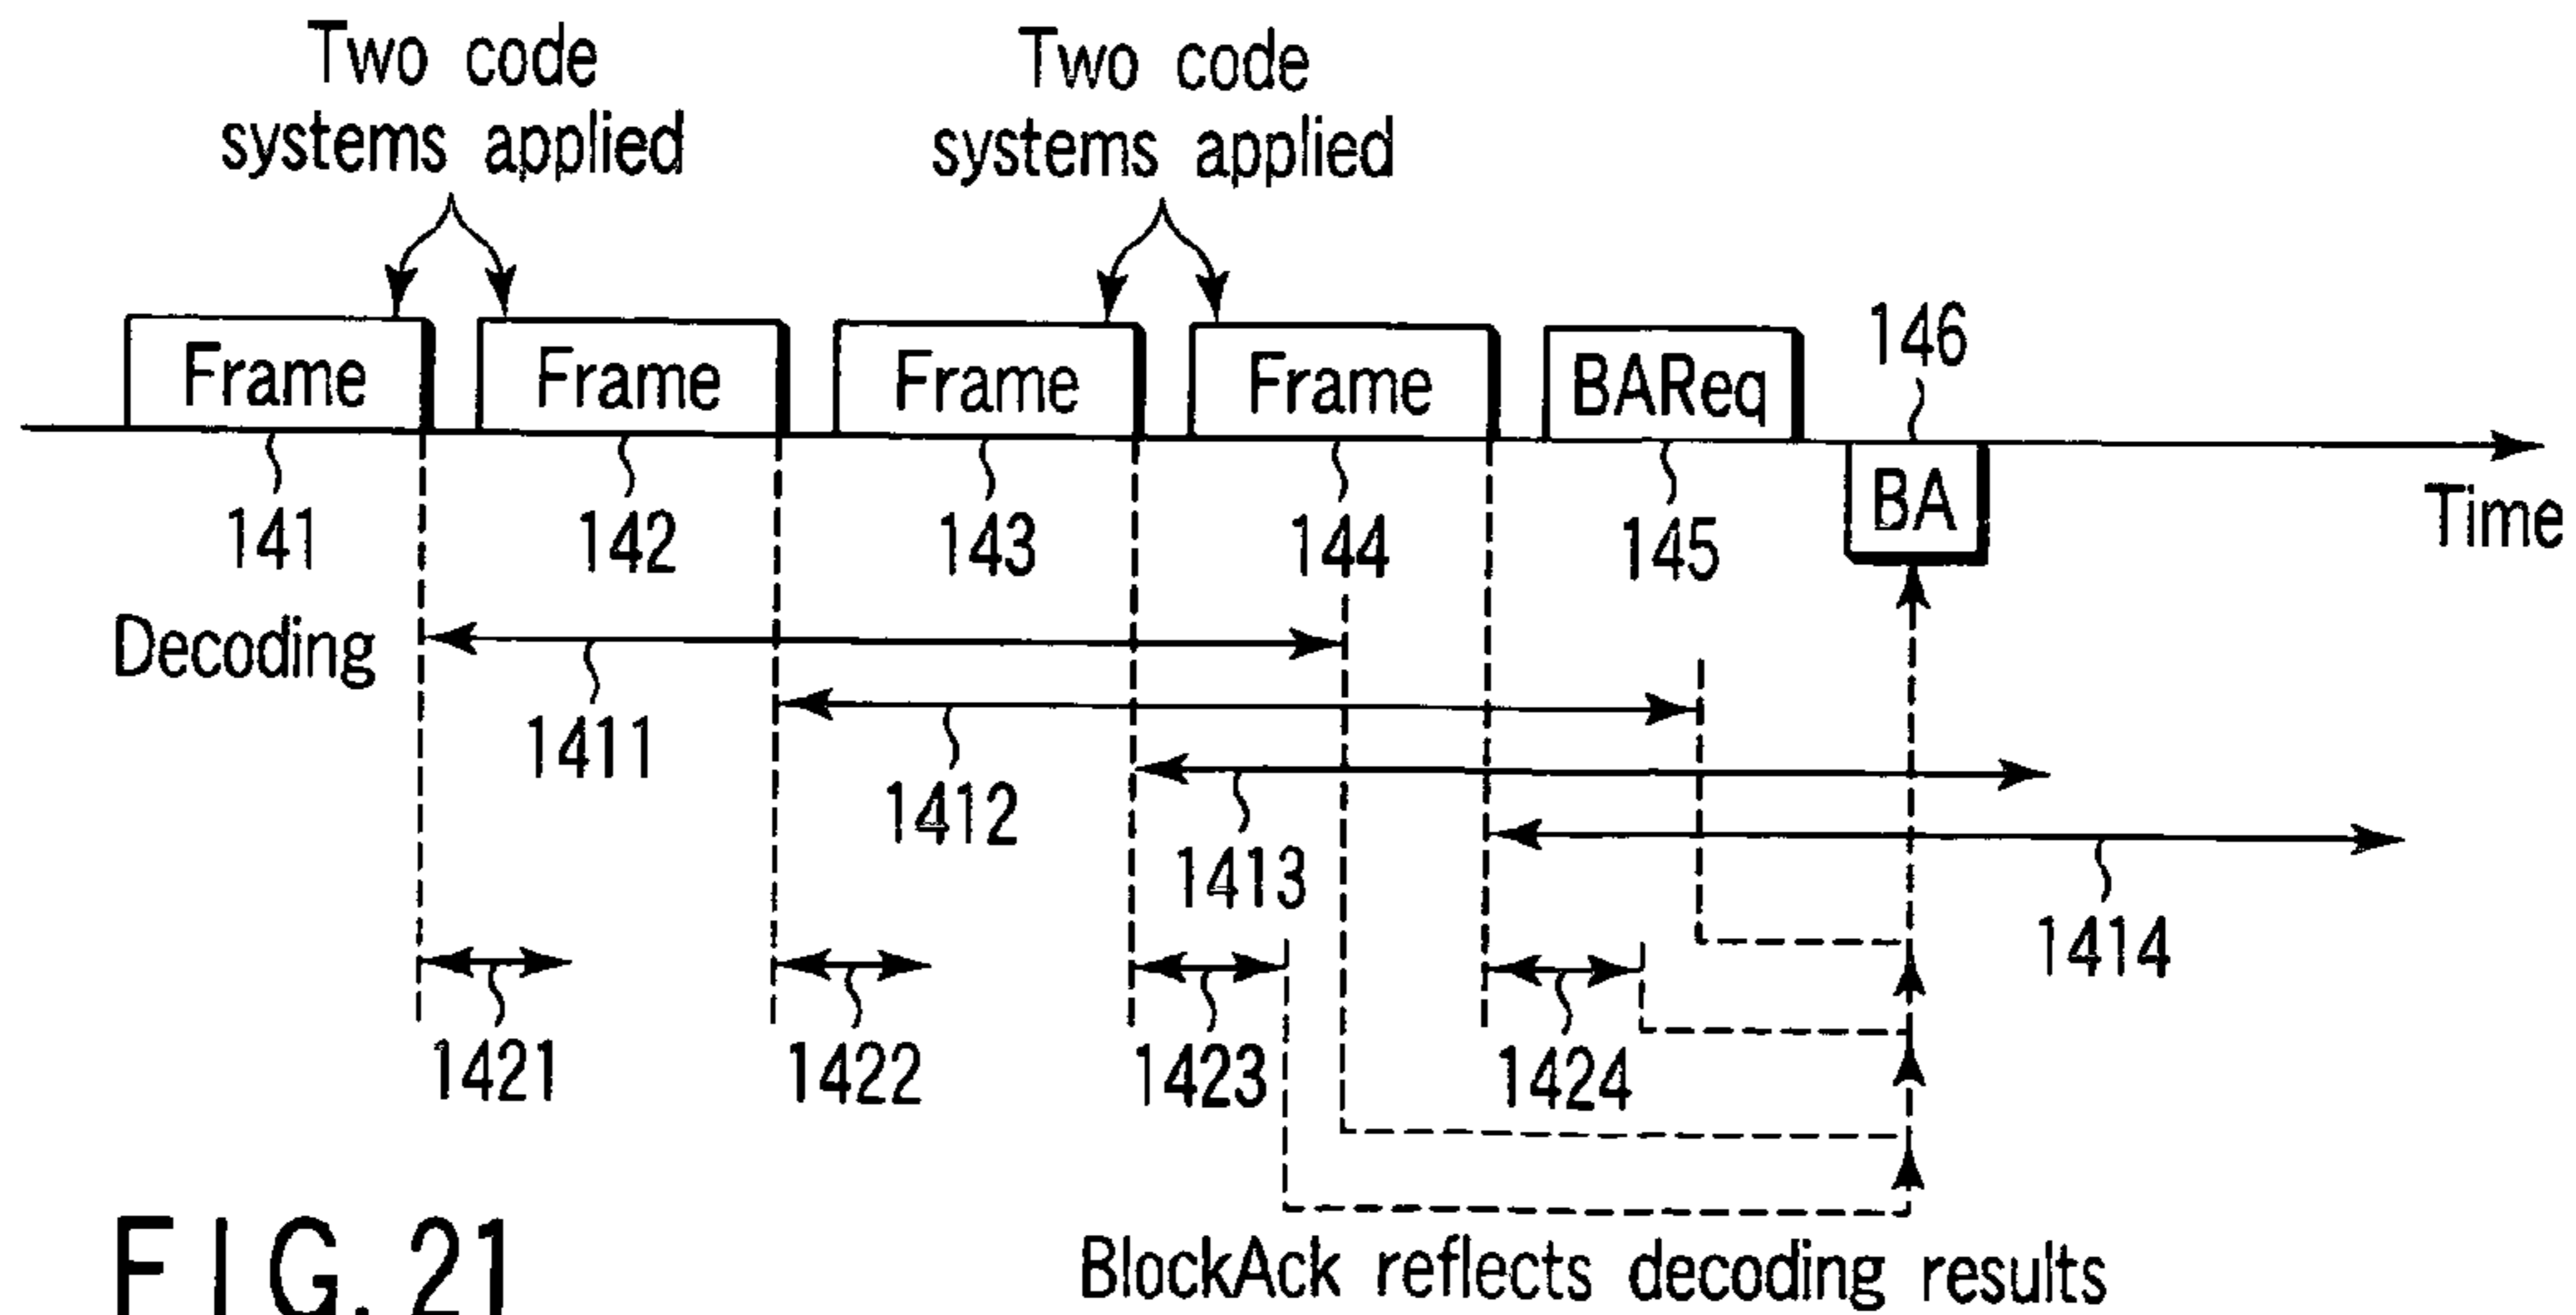 Two code
systems applied
Two code
systems applied
Frame
Frame
Frame
Frame
BAReq
146
BA
Time
141
142
143
144
145
Decoding
1411
1412
1413
1414
1421
1422
1423
1424
BlockAck reflects decoding results
FIG. 21